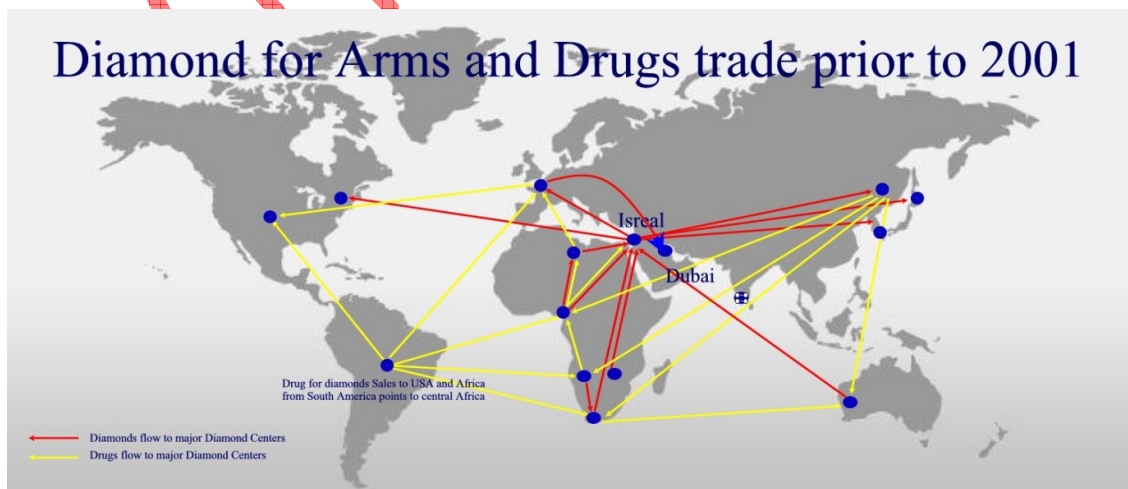 Diamond for Arms and Drugs trade prior to 2001
Isreal
Dubai
Drug for diamonds Sales to USA and Africa
from South America points to central Africa
Diamonds flow to major Diamond Centers
Drugs flow to major Diamond Centers